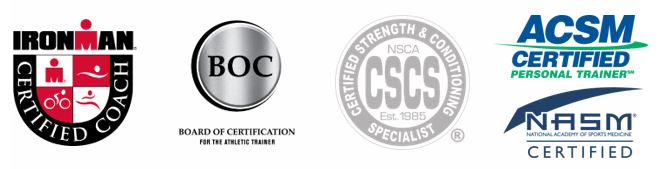 IRONMAN®
CERTIFIED COACH
M
BOC
BOARD OF CERTIFICATION
FOR THE ATHLETIC TRAINER
CERTIFIED STRENGTH & CONDITIONING
NSCA
CSCS
Est. 1985
SPECIALIST
®
ACSM
CERTIFIED
PERSONAL TRAINER℠
NASM
NATIONAL ACADEMY OF SPORTS MEDICINE
CERTIFIED